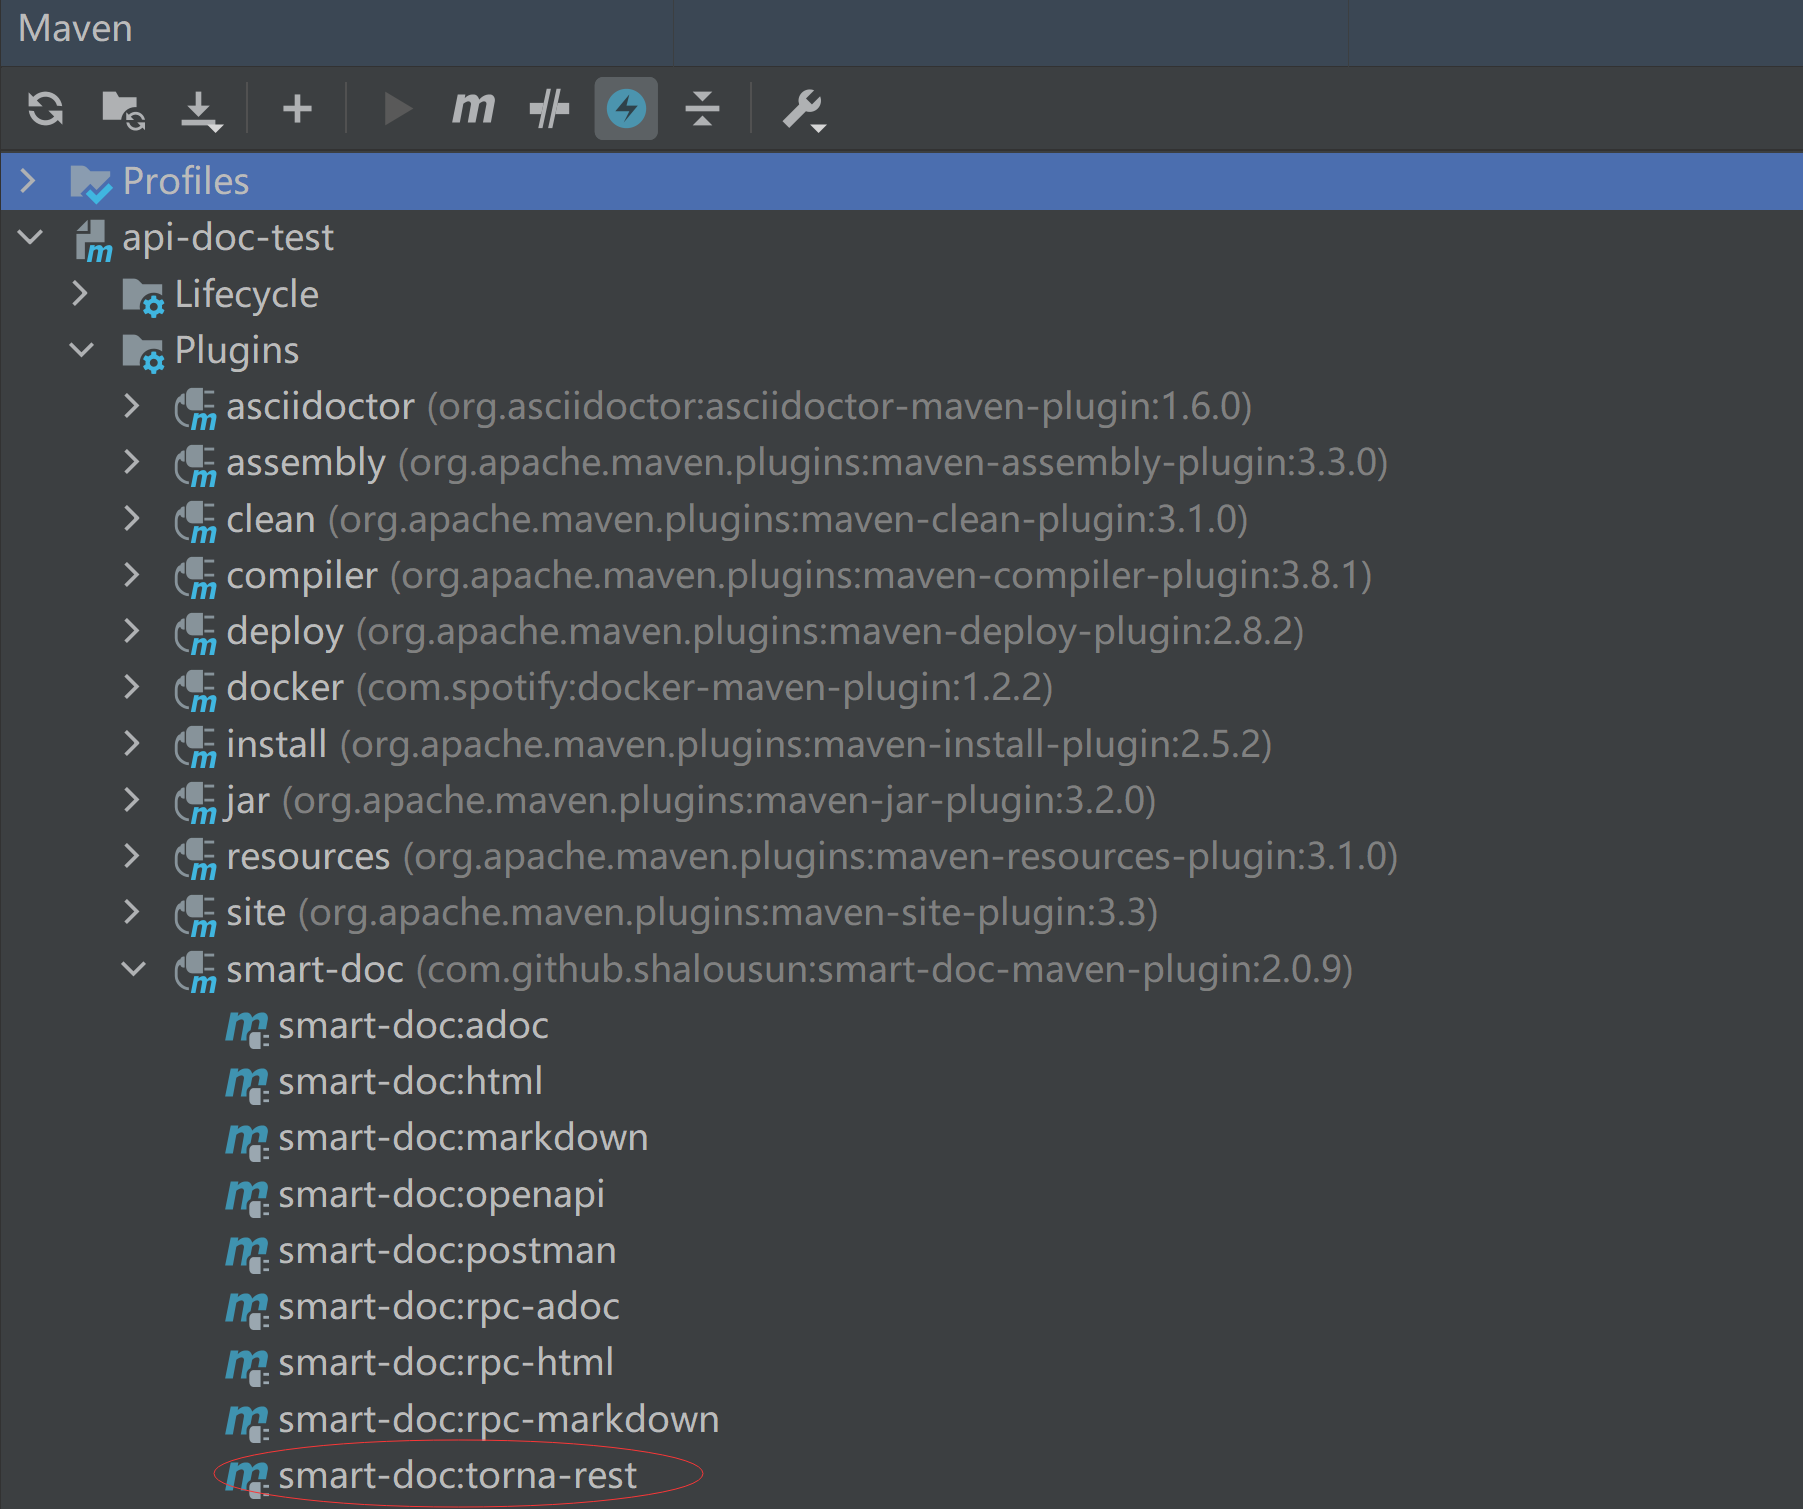 Maven
Profiles
api-doc-test
Lifecycle
Plugins
asciidoctor (org.asciidoctor:asciidoctor-maven-plugin:1.6.0)
assembly (org.apache.maven.plugins:maven-assembly-plugin:3.3.0)
clean (org.apache.maven.plugins:maven-clean-plugin:3.1.0)
compiler (org.apache.maven.plugins:maven-compiler-plugin:3.8.1)
deploy (org.apache.maven.plugins:maven-deploy-plugin:2.8.2)
docker (com.spotify:docker-maven-plugin:1.2.2)
install (org.apache.maven.plugins:maven-install-plugin:2.5.2)
jar (org.apache.maven.plugins:maven-jar-plugin:3.2.0)
resources (org.apache.maven.plugins:maven-resources-plugin:3.1.0)
site (org.apache.maven.plugins:maven-site-plugin:3.3)
smart-doc (com.github.shalousun:smart-doc-maven-plugin:2.0.9)
smart-doc:adoc
smart-doc:html
smart-doc:markdown
smart-doc:openapi
smart-doc:postman
smart-doc:rpc-adoc
smart-doc:rpc-html
smart-doc:rpc-markdown
smart-doc:torna-rest